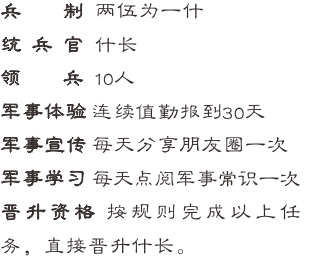 兵 制 两伍为一什
统兵官 什长
领 兵 10人
军事体验 连续值勤报到30天
军事宣传 每天分享朋友圈一次
军事学习 每天点阅军事常识一次
晋升资格 按规则完成以上任
务，直接晋升什长。